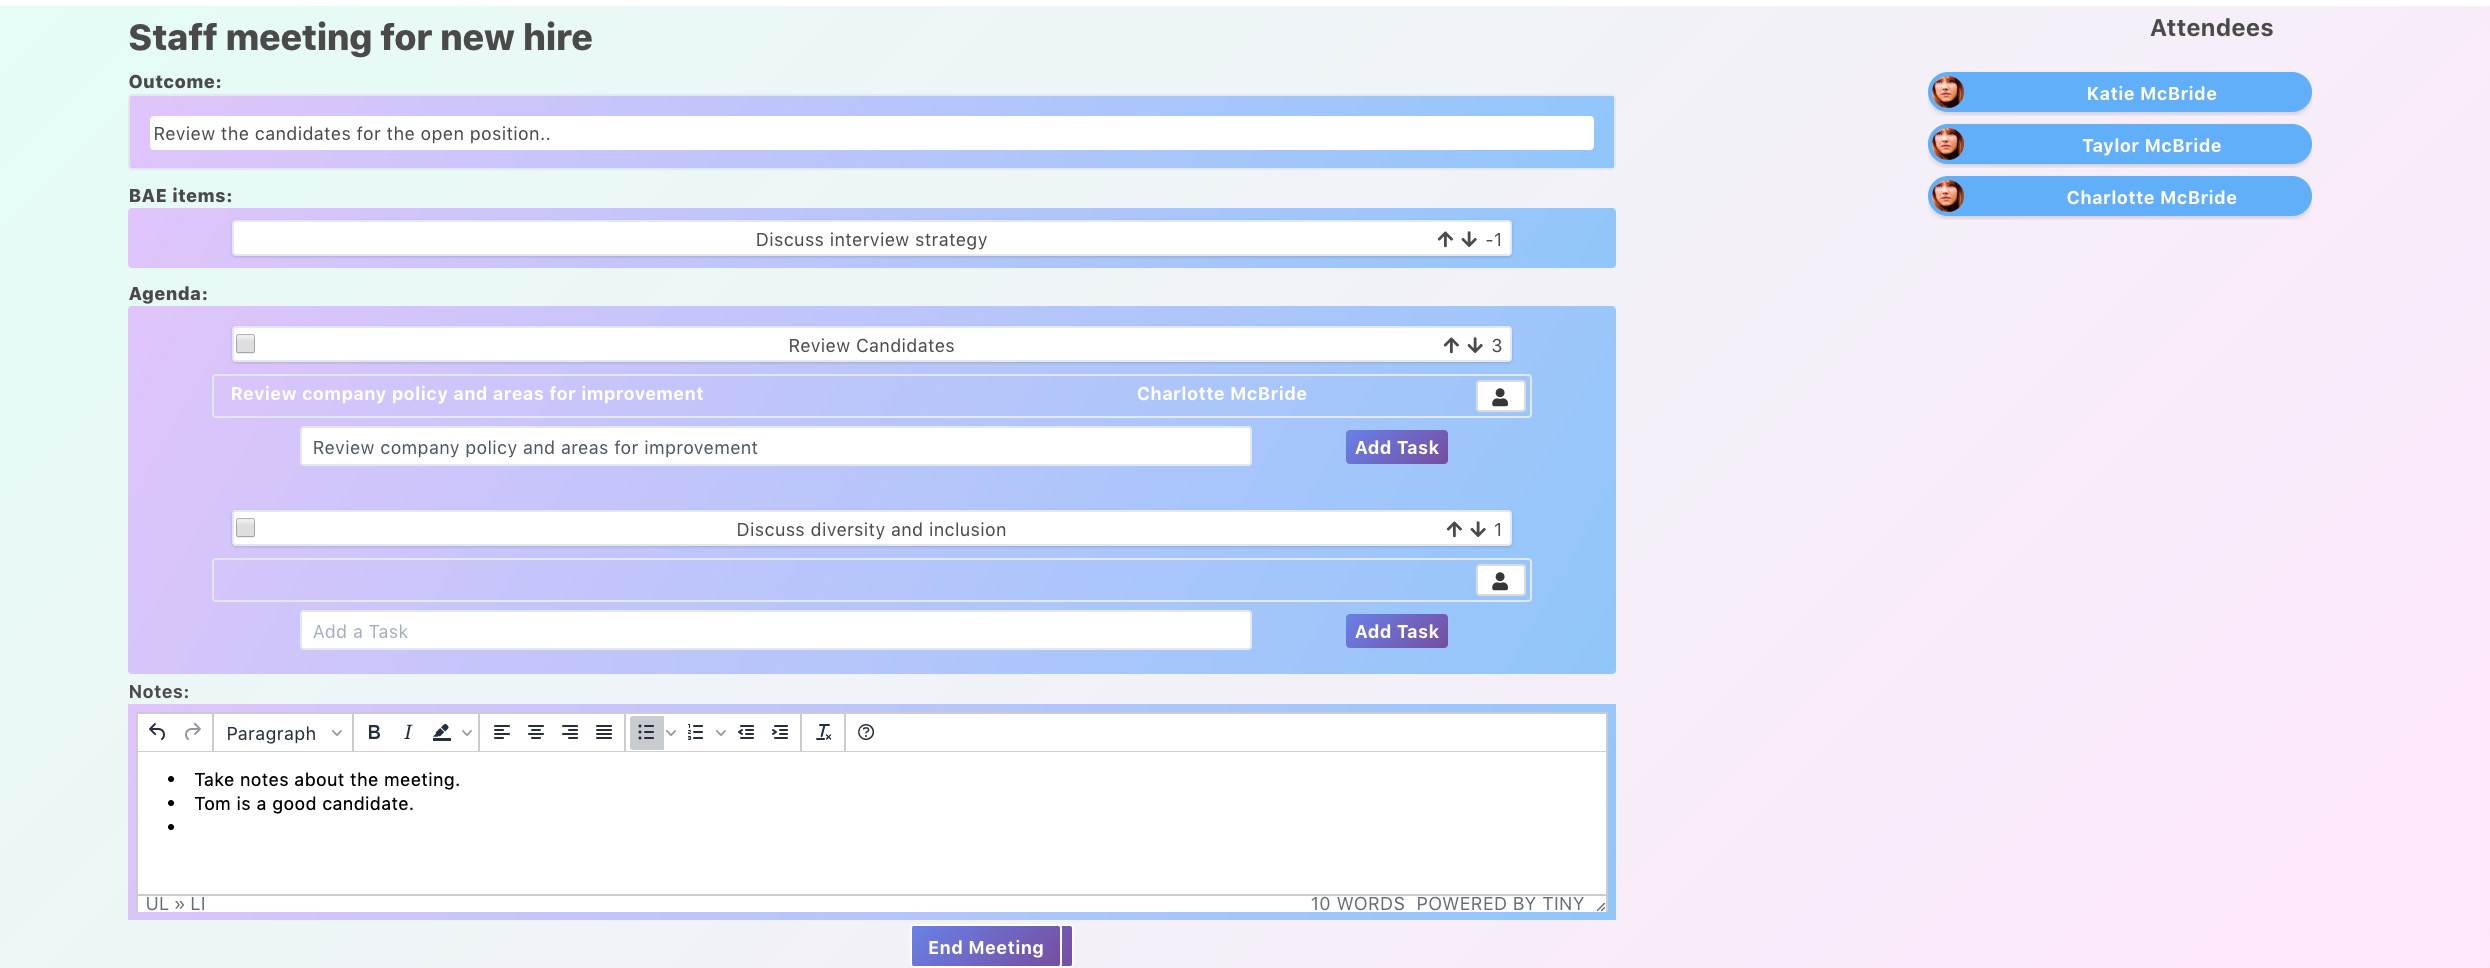 Staff meeting for new hire
Attendees
Outcome:
Katie McBride
Review the candidates for the open position..
Taylor McBride
BAE items:
Charlotte McBride
Discuss interview strategy -1
Agenda:
Review Candidates 3
Review company policy and areas for improvement Charlotte McBride
Review company policy and areas for improvement Add Task
Discuss diversity and inclusion 1
Add a Task Add Task
Notes:
Paragraph B I
Take notes about the meeting.
Tom is a good candidate.
UL » LI 10 WORDS POWERED BY TINY
End Meeting